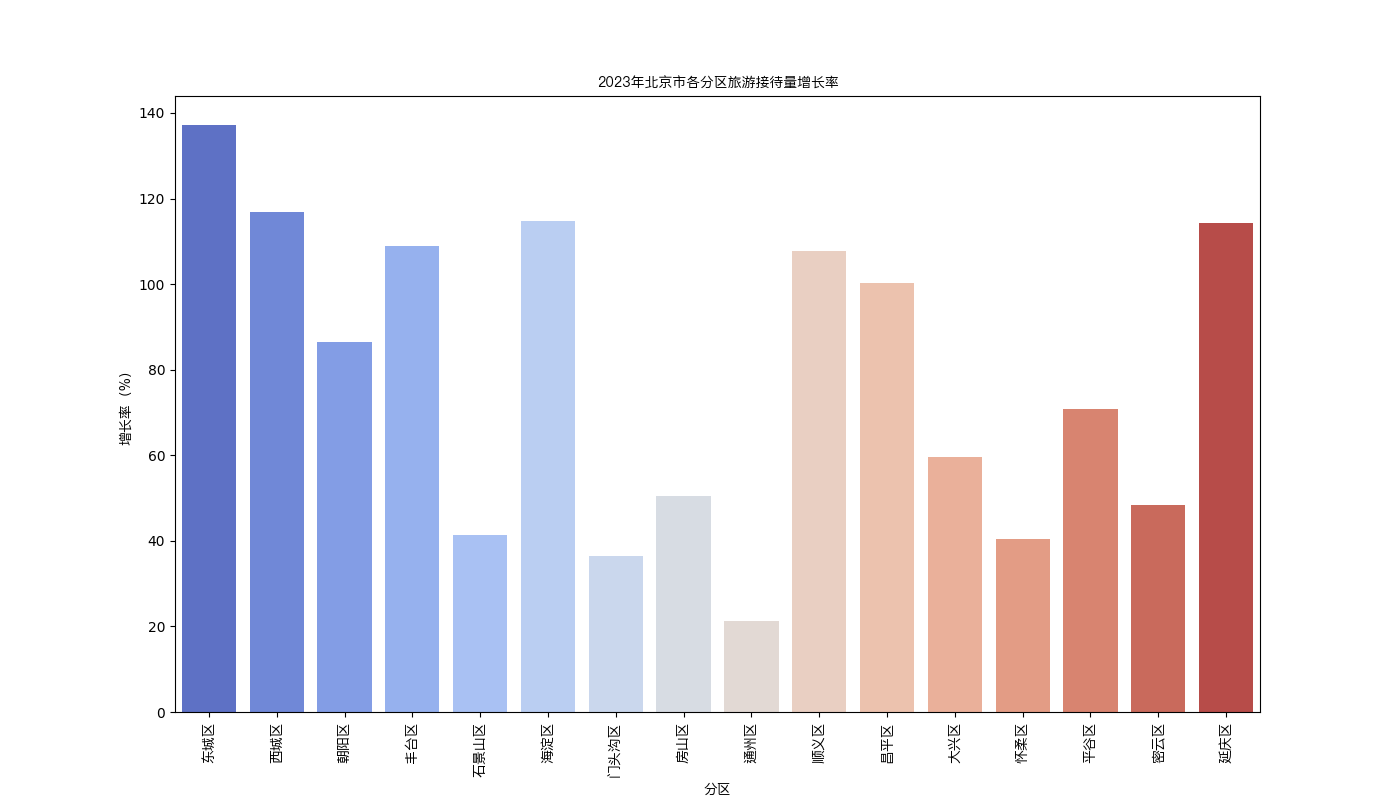 2023年北京市各分区旅游接待量增长率
增长率（%）
140
120
100
80
60
40
20
0
东城区
西城区
朝阳区
丰台区
石景山区
海淀区
门头沟区
房山区
通州区
顺义区
昌平区
大兴区
怀柔区
平谷区
密云区
延庆区
分区